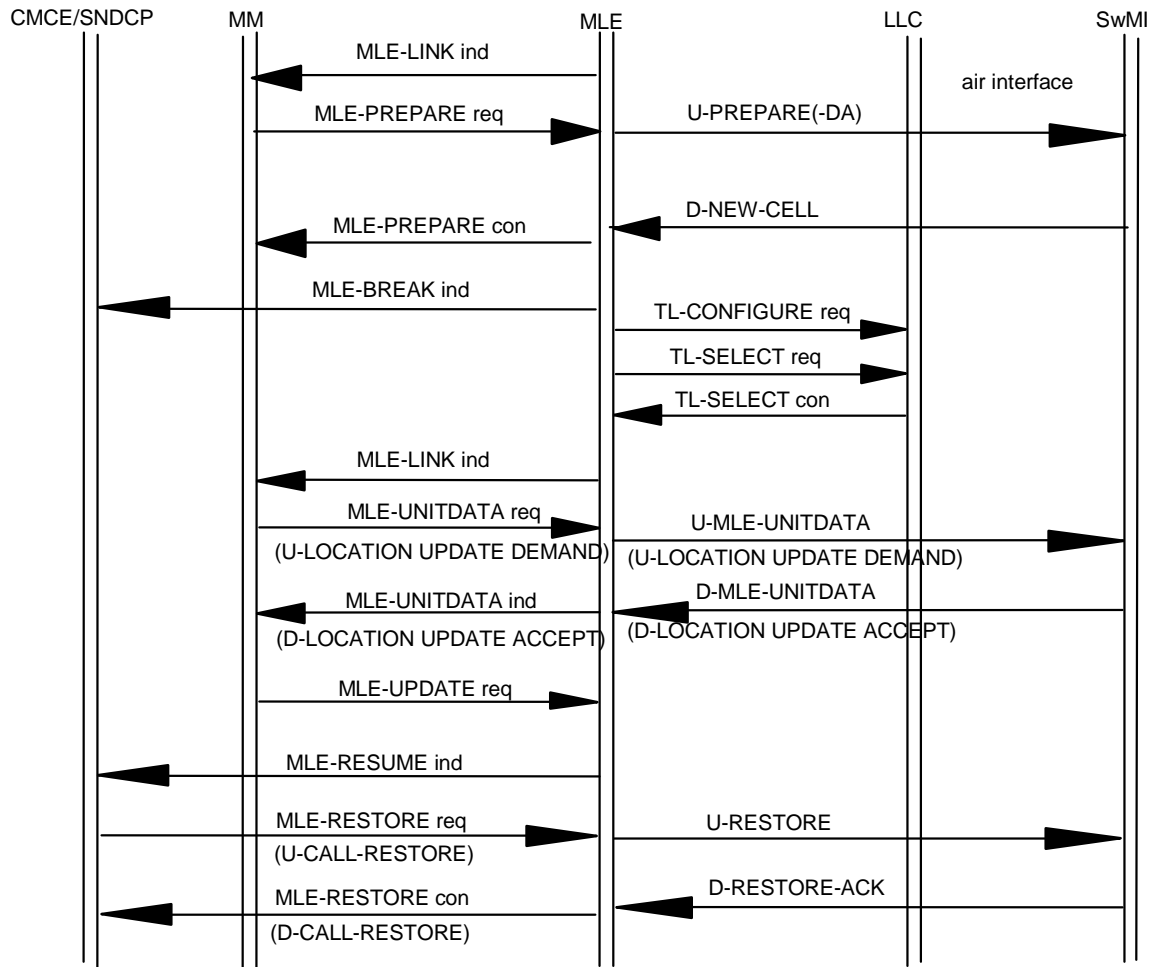 CMCE/SNDCP MM MLE LLC SwMI
MLE-LINK ind
air interface
MLE-PREPARE req U-PREPARE(-DA)
D-NEW-CELL
MLE-PREPARE con
MLE-BREAK ind
TL-CONFIGURE req
TL-SELECT req
TL-SELECT con
MLE-LINK ind
MLE-UNITDATA req U-MLE-UNITDATA
(U-LOCATION UPDATE DEMAND) (U-LOCATION UPDATE DEMAND)
MLE-UNITDATA ind D-MLE-UNITDATA
(D-LOCATION UPDATE ACCEPT) (D-LOCATION UPDATE ACCEPT)
MLE-UPDATE req
MLE-RESUME ind
MLE-RESTORE req U-RESTORE
(U-CALL-RESTORE)
MLE-RESTORE con D-RESTORE-ACK
(D-CALL-RESTORE)